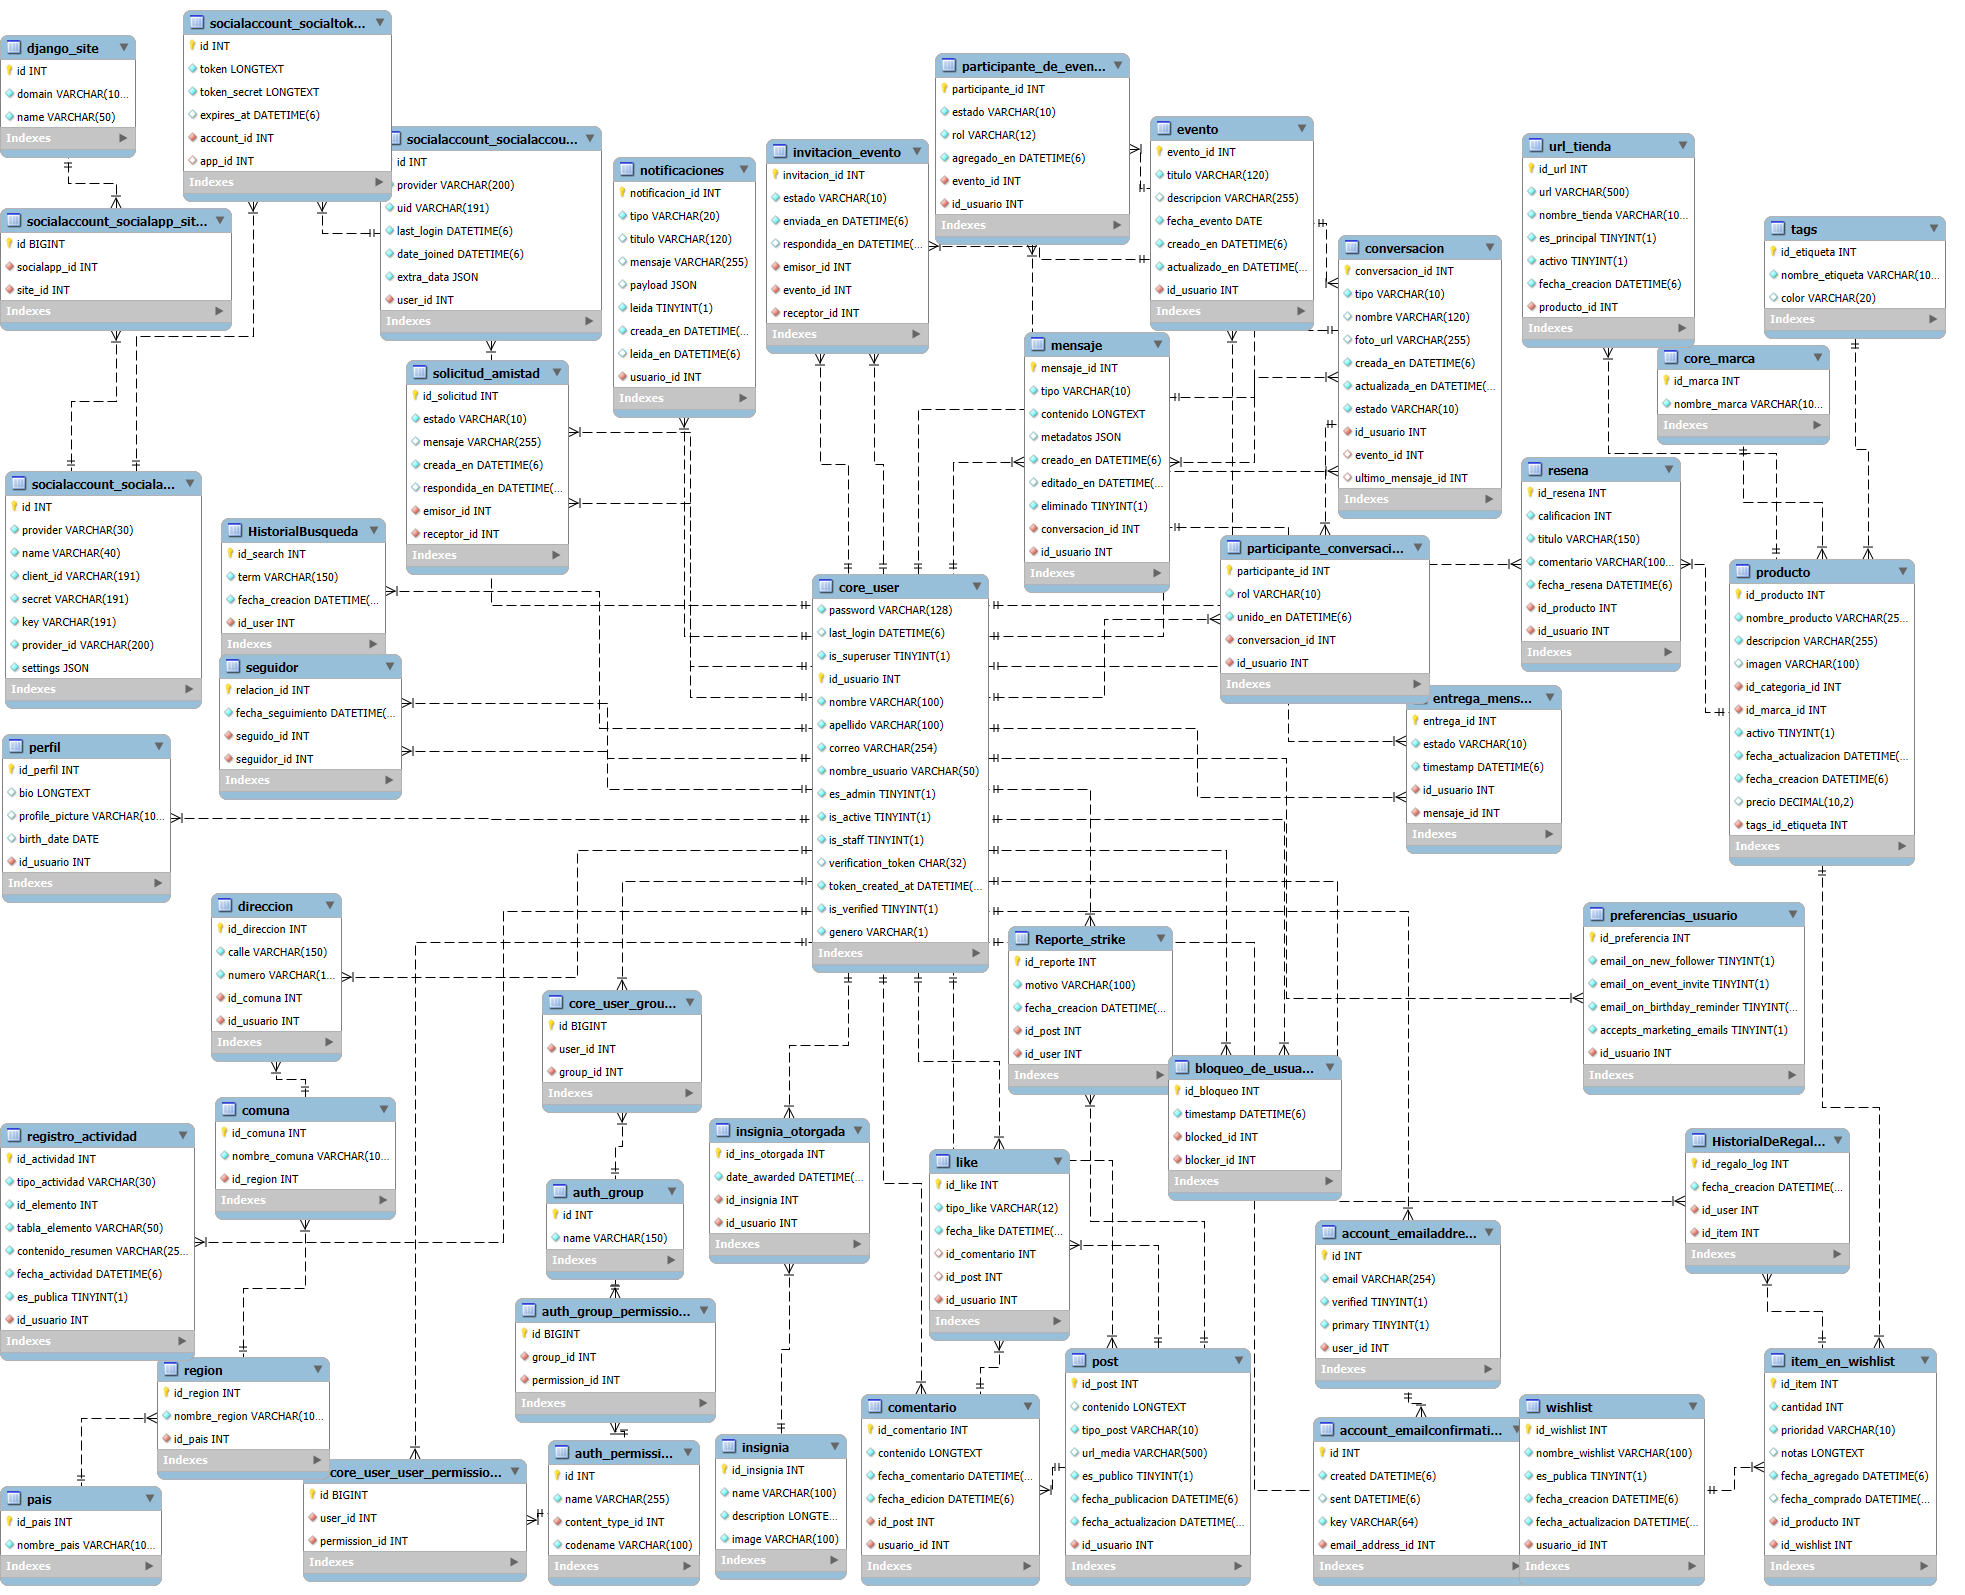 django_site
id INT
domain VARCHAR(10...
name VARCHAR(50)
Indexes
socialaccount_socialtok...
id INT
token LONGTEXT
token_secret LONGTEXT
expires_at DATETIME(6)
account_id INT
app_id INT
Indexes
socialaccount_socialaccou...
id INT
provider VARCHAR(200)
uid VARCHAR(191)
last_login DATETIME(6)
date_joined DATETIME(6)
extra_data JSON
user_id INT
Indexes
socialaccount_socialapp_sit...
id BIGINT
socialapp_id INT
site_id INT
Indexes
notificaciones
notificacion_id INT
tipo VARCHAR(20)
titulo VARCHAR(120)
mensaje VARCHAR(255)
payload JSON
leida TINYINT(1)
creada_en DATETIME(...
leida_en DATETIME(6)
usuario_id INT
Indexes
invitacion_evento
invitacion_id INT
estado VARCHAR(10)
enviada_en DATETIME(6)
respondida_en DATETIME(...
emisor_id INT
evento_id INT
receptor_id INT
Indexes
participante_de_even...
participante_id INT
estado VARCHAR(10)
rol VARCHAR(12)
agregado_en DATETIME(6)
evento_id INT
id_usuario INT
Indexes
evento
evento_id INT
titulo VARCHAR(120)
descripcion VARCHAR(255)
fecha_evento DATE
creado_en DATETIME(6)
actualizado_en DATETIME(...
id_usuario INT
Indexes
conversacion
conversacion_id INT
tipo VARCHAR(10)
nombre VARCHAR(120)
foto_url VARCHAR(255)
creada_en DATETIME(6)
actualizada_en DATETIME(...
estado VARCHAR(10)
id_usuario INT
evento_id INT
ultimo_mensaje_id INT
Indexes
url_tienda
id_url INT
url VARCHAR(500)
nombre_tienda VARCHAR(10...
es_principal TINYINT(1)
activo TINYINT(1)
fecha_creacion DATETIME(6)
producto_id INT
Indexes
tags
id_etiqueta INT
nombre_etiqueta VARCHAR(10...
color VARCHAR(20)
Indexes
core_marca
id_marca INT
nombre_marca VARCHAR(10...
Indexes
solicitud_amistad
id_solicitud INT
estado VARCHAR(10)
mensaje VARCHAR(255)
creada_en DATETIME(6)
respondida_en DATETIME(...
emisor_id INT
receptor_id INT
Indexes
mensaje
mensaje_id INT
tipo VARCHAR(10)
contenido LONGTEXT
metadatos JSON
creado_en DATETIME(6)
editado_en DATETIME(...
eliminado TINYINT(1)
conversacion_id INT
id_usuario INT
Indexes
socialaccount_sociala...
id INT
provider VARCHAR(30)
name VARCHAR(40)
client_id VARCHAR(191)
secret VARCHAR(191)
key VARCHAR(191)
provider_id VARCHAR(200)
settings JSON
Indexes
HistorialBusqueda
id_search INT
term VARCHAR(150)
fecha_creacion DATETIME(...
id_user INT
Indexes
seguidor
relacion_id INT
fecha_seguimiento DATETIME(...
seguido_id INT
seguidor_id INT
Indexes
core_user
password VARCHAR(128)
last_login DATETIME(6)
is_superuser TINYINT(1)
id_usuario INT
nombre VARCHAR(100)
apellido VARCHAR(100)
correo VARCHAR(254)
nombre_usuario VARCHAR(50)
es_admin TINYINT(1)
is_active TINYINT(1)
is_staff TINYINT(1)
verification_token CHAR(32)
token_created_at DATETIME(...
is_verified TINYINT(1)
genero VARCHAR(1)
Indexes
participante_conversaci...
participante_id INT
rol VARCHAR(10)
unido_en DATETIME(6)
conversacion_id INT
id_usuario INT
Indexes
resena
id_resena INT
calificacion INT
titulo VARCHAR(150)
comentario VARCHAR(100...
fecha_resena DATETIME(6)
id_producto INT
id_usuario INT
Indexes
producto
id_producto INT
nombre_producto VARCHAR(25...
descripcion VARCHAR(255)
imagen VARCHAR(100)
id_categoria_id INT
id_marca_id INT
activo TINYINT(1)
fecha_actualizacion DATETIME(...
fecha_creacion DATETIME(6)
precio DECIMAL(10,2)
tags_id_etiqueta INT
Indexes
entrega_mens...
entrega_id INT
estado VARCHAR(10)
timestamp DATETIME(6)
id_usuario INT
mensaje_id INT
Indexes
perfil
id_perfil INT
bio LONGTEXT
profile_picture VARCHAR(10...
birth_date DATE
id_usuario INT
Indexes
direccion
id_direccion INT
calle VARCHAR(150)
numero VARCHAR(1...
id_comuna INT
id_usuario INT
Indexes
preferencias_usuario
id_preferencia INT
email_on_new_follower TINYINT(1)
email_on_event_invite TINYINT(1)
email_on_birthday_reminder TINYINT(...
accepts_marketing_emails TINYINT(1)
id_usuario INT
Indexes
Reporte_strike
id_reporte INT
motivo VARCHAR(100)
fecha_creacion DATETIME(...
id_post INT
id_user INT
Indexes
core_user_grou...
id BIGINT
user_id INT
group_id INT
Indexes
bloqueo_de_usua...
id_bloqueo INT
timestamp DATETIME(6)
blocked_id INT
blocker_id INT
Indexes
comuna
id_comuna INT
nombre_comuna VARCHAR(10...
id_region INT
Indexes
registro_actividad
id_actividad INT
tipo_actividad VARCHAR(30)
id_elemento INT
tabla_elemento VARCHAR(50)
contenido_resumen VARCHAR(25...
fecha_actividad DATETIME(6)
es_publica TINYINT(1)
id_usuario INT
Indexes
insignia_otorgada
id_ins_otorgada INT
date_awarded DATETIME(...
id_insignia INT
id_usuario INT
Indexes
like
id_like INT
tipo_like VARCHAR(12)
fecha_like DATETIME(...
id_comentario INT
id_post INT
id_usuario INT
Indexes
HistorialDeRegal...
id_regalo_log INT
fecha_creacion DATETIME(...
id_user INT
id_item INT
Indexes
auth_group
id INT
name VARCHAR(150)
Indexes
account_emailaddre...
id INT
email VARCHAR(254)
verified TINYINT(1)
primary TINYINT(1)
user_id INT
Indexes
auth_group_permissio...
id BIGINT
group_id INT
permission_id INT
Indexes
region
id_region INT
nombre_region VARCHAR(10...
id_pais INT
Indexes
post
id_post INT
contenido LONGTEXT
tipo_post VARCHAR(10)
url_media VARCHAR(500)
es_publico TINYINT(1)
fecha_publicacion DATETIME(6)
fecha_actualizacion DATETIME(...
id_usuario INT
Indexes
item_en_wishlist
id_item INT
cantidad INT
prioridad VARCHAR(10)
notas LONGTEXT
fecha_agregado DATETIME(6)
fecha_comprado DATETIME(...
id_producto INT
id_wishlist INT
Indexes
comentario
id_comentario INT
contenido LONGTEXT
fecha_comentario DATETIME(...
fecha_edicion DATETIME(6)
id_post INT
usuario_id INT
Indexes
account_emailconfirmati...
id INT
created DATETIME(6)
sent DATETIME(6)
key VARCHAR(64)
email_address_id INT
Indexes
wishlist
id_wishlist INT
nombre_wishlist VARCHAR(100)
es_publica TINYINT(1)
fecha_creacion DATETIME(6)
fecha_actualizacion DATETIME(...
usuario_id INT
Indexes
insignia
id_insignia INT
name VARCHAR(100)
description LONGTE...
image VARCHAR(100)
Indexes
auth_permissi...
id INT
name VARCHAR(255)
content_type_id INT
codename VARCHAR(100)
Indexes
core_user_user_permissio...
id BIGINT
user_id INT
permission_id INT
Indexes
pais
id_pais INT
nombre_pais VARCHAR(10...
Indexes